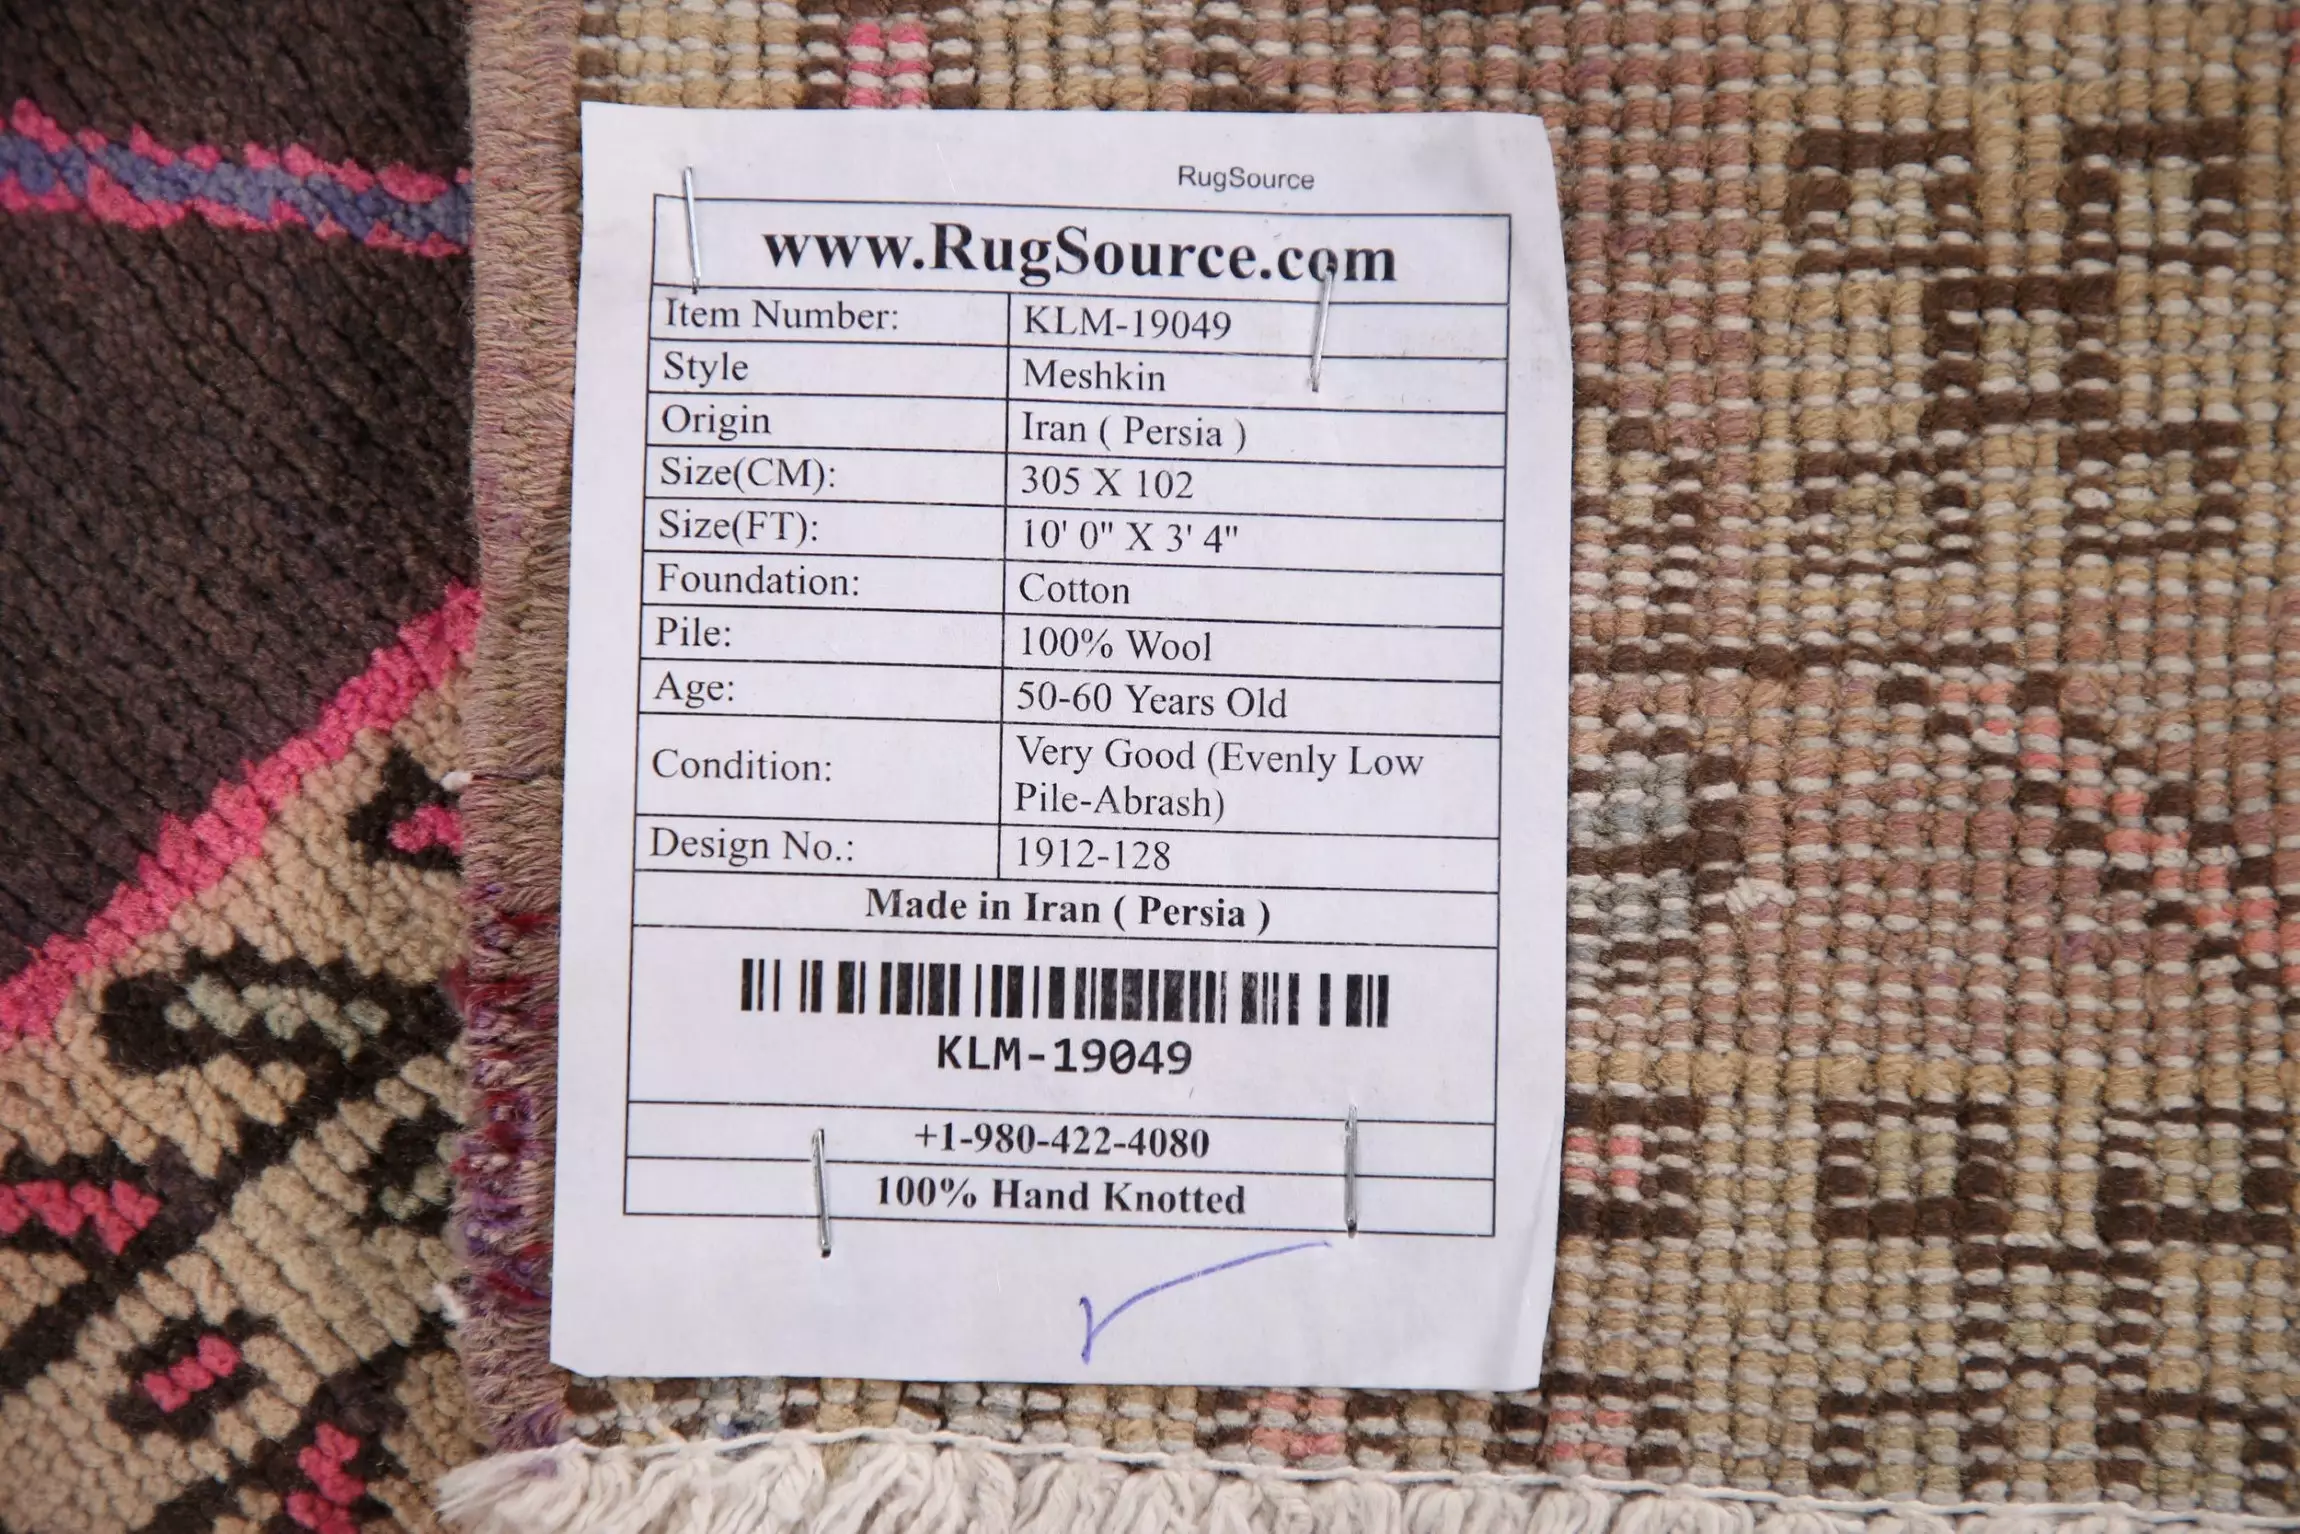 RugSource
www.RugSource.com
Item Number: KLM-19049
Style Meshkin
Origin Iran ( Persia )
Size(CM): 305 X 102
Size(FT): 10' 0" X 3' 4"
Foundation: Cotton
Pile: 100% Wool
Age: 50-60 Years Old
Condition: Very Good (Evenly Low
Pile-Abrash)
Design No.: 1912-128
Made in Iran ( Persia )
KLM-19049
+1-980-422-4080
100% Hand Knotted